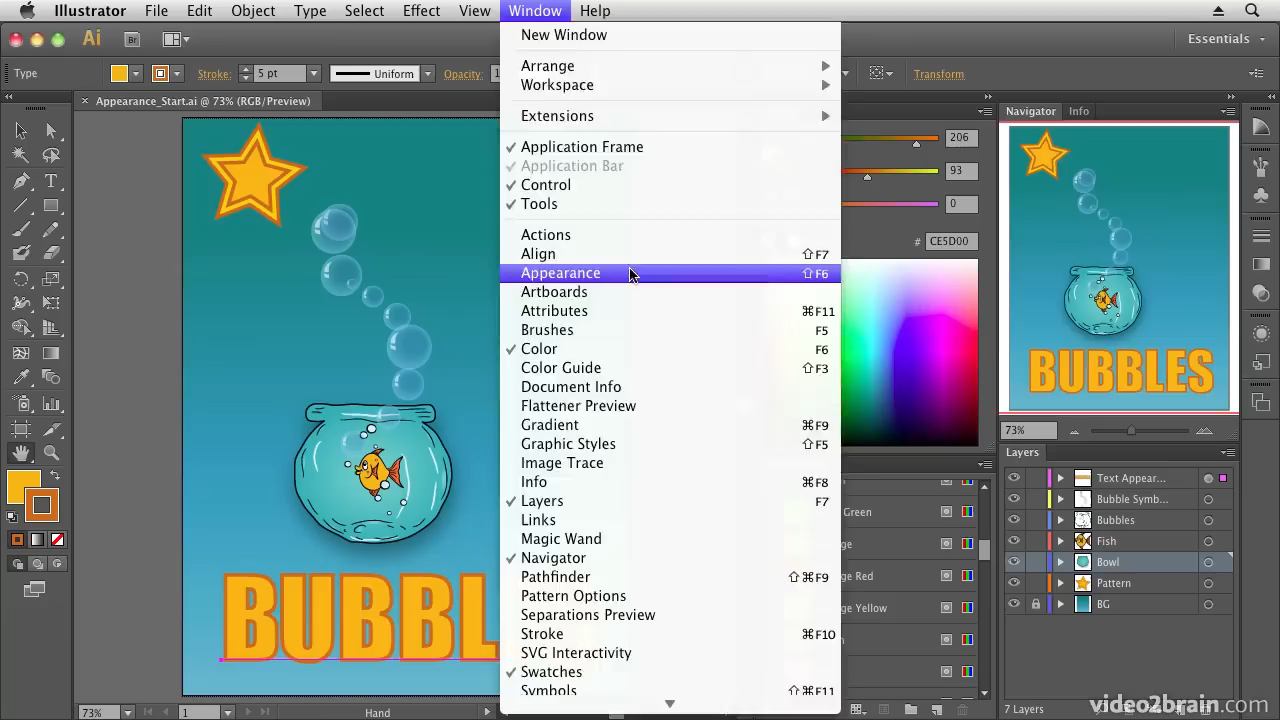 Illustrator File Edit Object Type Select Effect View Window Help
Ai Br Essentials
Type Stroke: 5 pt Uniform Opacity: Transform
Appearance_Start.ai @ 73% (RGB/Preview)
New Window
Arrange
Workspace
Extensions
Application Frame
Application Bar
Control
Tools
Actions
Align ⇧F7
Appearance ⇧F6
Artboards
Attributes ⌘F11
Brushes F5
Color F6
Color Guide ⇧F3
Document Info
Flattener Preview
Gradient ⌘F9
Graphic Styles ⇧F5
Image Trace
Info ⌘F8
Layers F7
Links
Magic Wand
Navigator
Pathfinder ⇧⌘F9
Pattern Options
Separations Preview
Stroke ⌘F10
SVG Interactivity
Swatches
Symbols ⇧⌘F11
BUBBL
206
93
0
# CE5D00
Green
ge
ge Red
ge Yellow
Navigator Info
BUBBLES
73%
Layers
Text Appear...
Bubble Symb...
Bubbles
Fish
Bowl
Pattern
BG
7 Layers
73% 1 Hand
video2brain.com